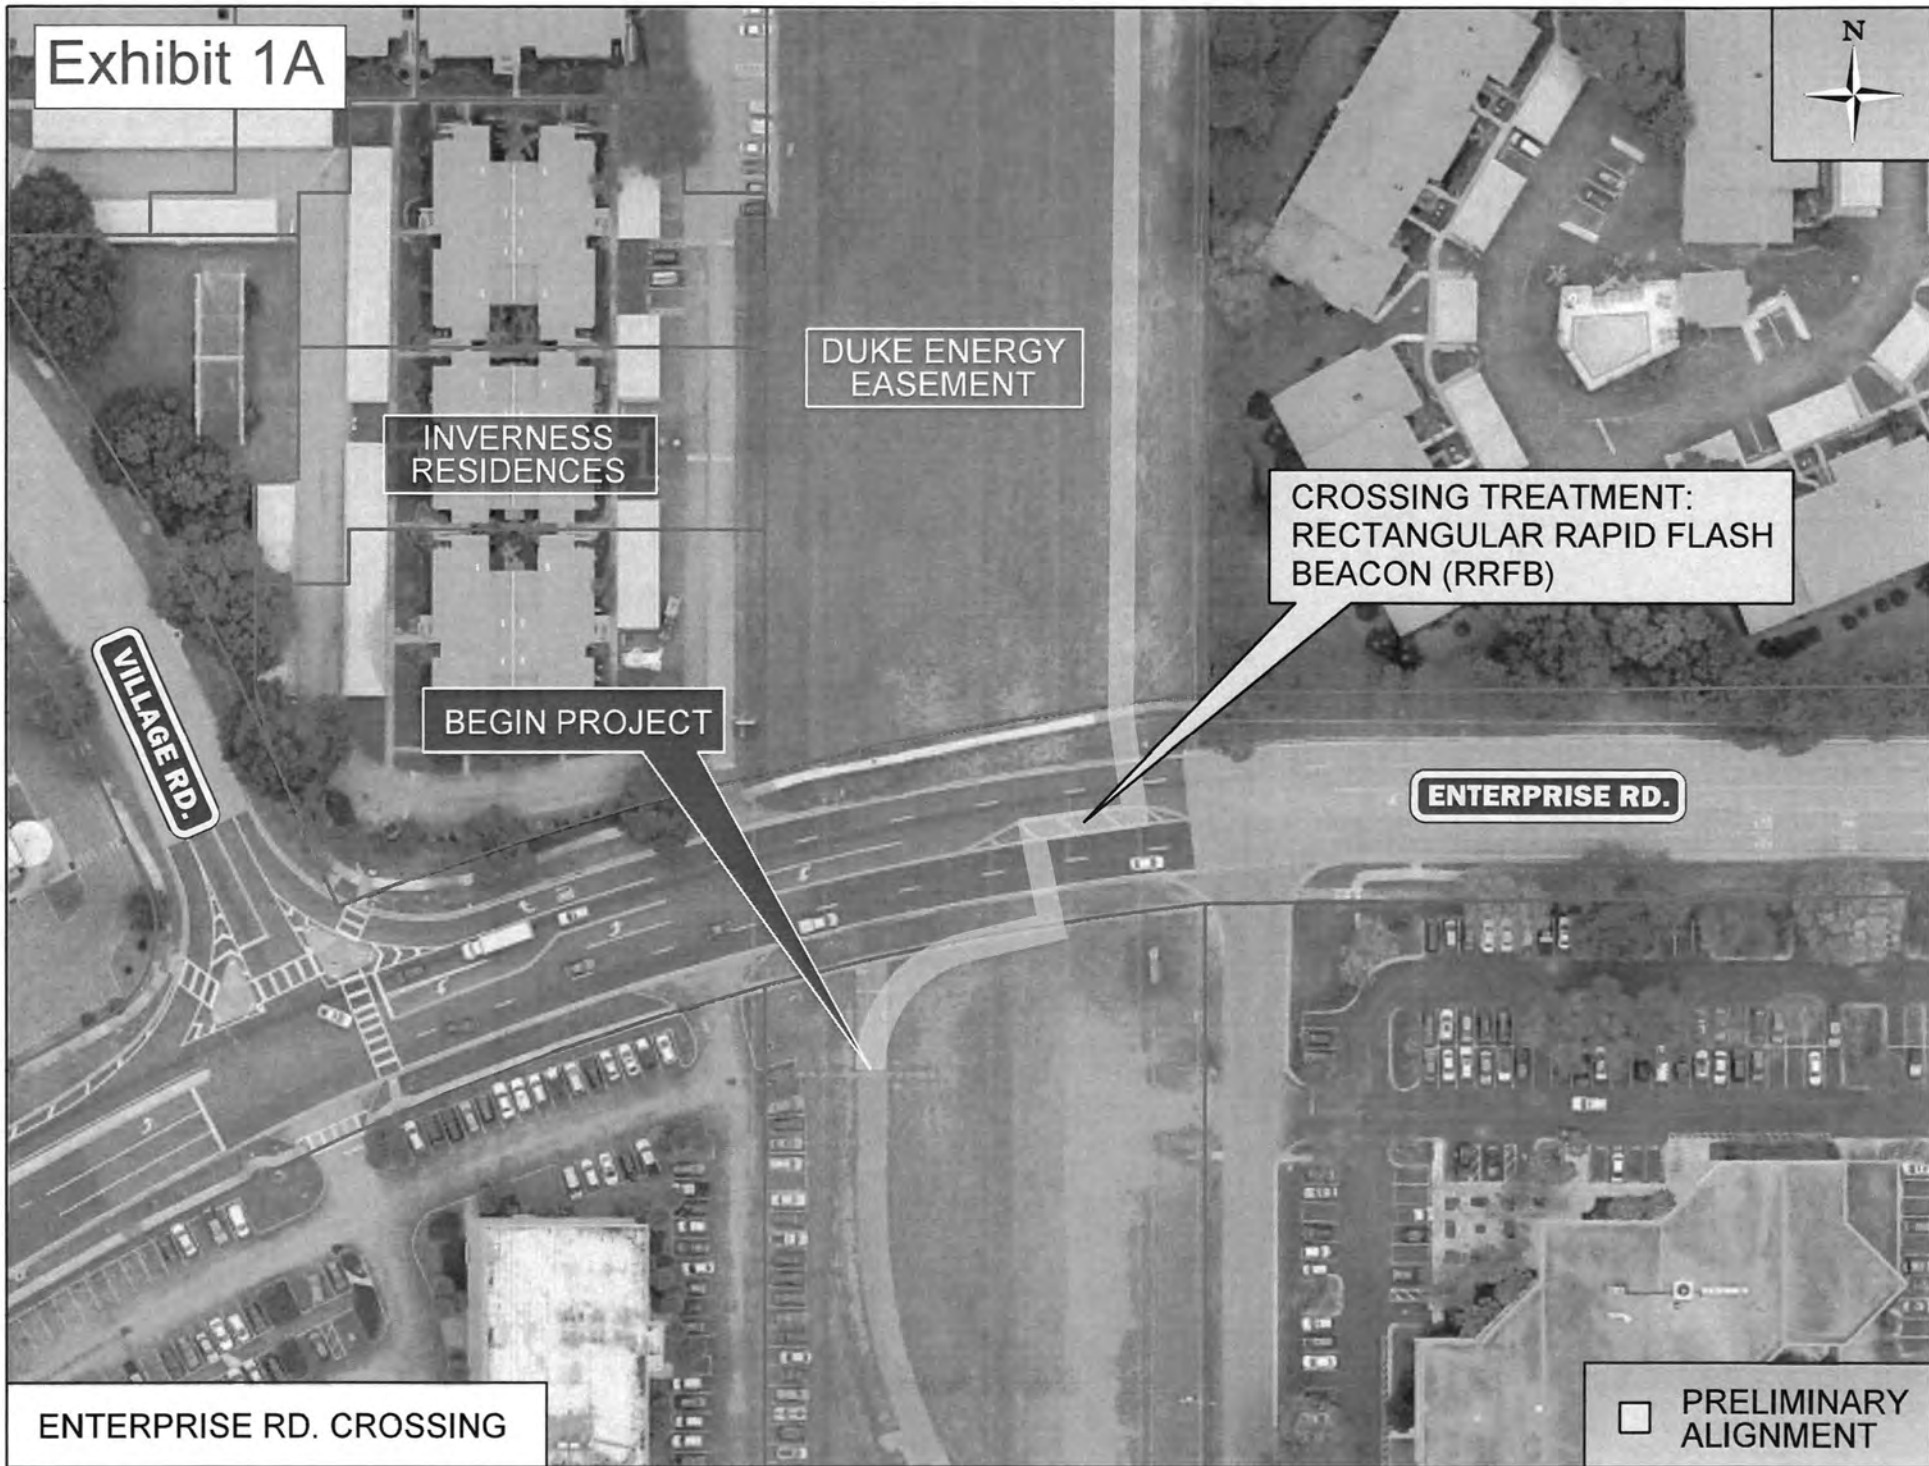 Exhibit 1A
N
DUKE ENERGY
EASEMENT
INVERNESS
RESIDENCES
CROSSING TREATMENT:
RECTANGULAR RAPID FLASH
BEACON (RRFB)
VILLAGE RD.
BEGIN PROJECT
ENTERPRISE RD.
ENTERPRISE RD. CROSSING
PRELIMINARY
ALIGNMENT